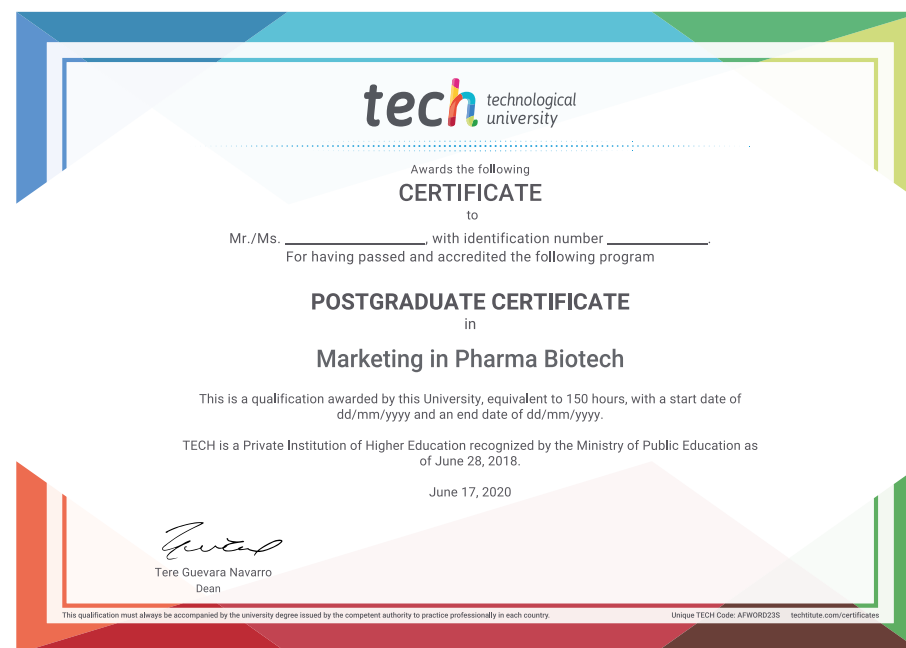 tech technological
university
Awards the following
CERTIFICATE
to
Mr./Ms. ____________________, with identification number ______________.
For having passed and accredited the following program
POSTGRADUATE CERTIFICATE
in
Marketing in Pharma Biotech
This is a qualification awarded by this University, equivalent to 150 hours, with a start date of
dd/mm/yyyy and an end date of dd/mm/yyyy.
TECH is a Private Institution of Higher Education recognized by the Ministry of Public Education as
of June 28, 2018.
June 17, 2020
Tere Guevara Navarro
Dean
This qualification must always be accompanied by the university degree issued by the competent authority to practice professionally in each country.
Unique TECH Code: AFWORD23S techtitute.com/certificates